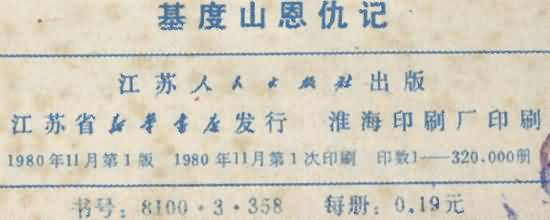 基度山恩仇记
江苏人民出版社出版
江苏省新华书店发行 淮海印刷厂印刷
1980年11月第1版 1980年11月第1次印刷 印数1—320.000册
书号：8100·3·358 每册：0.19元